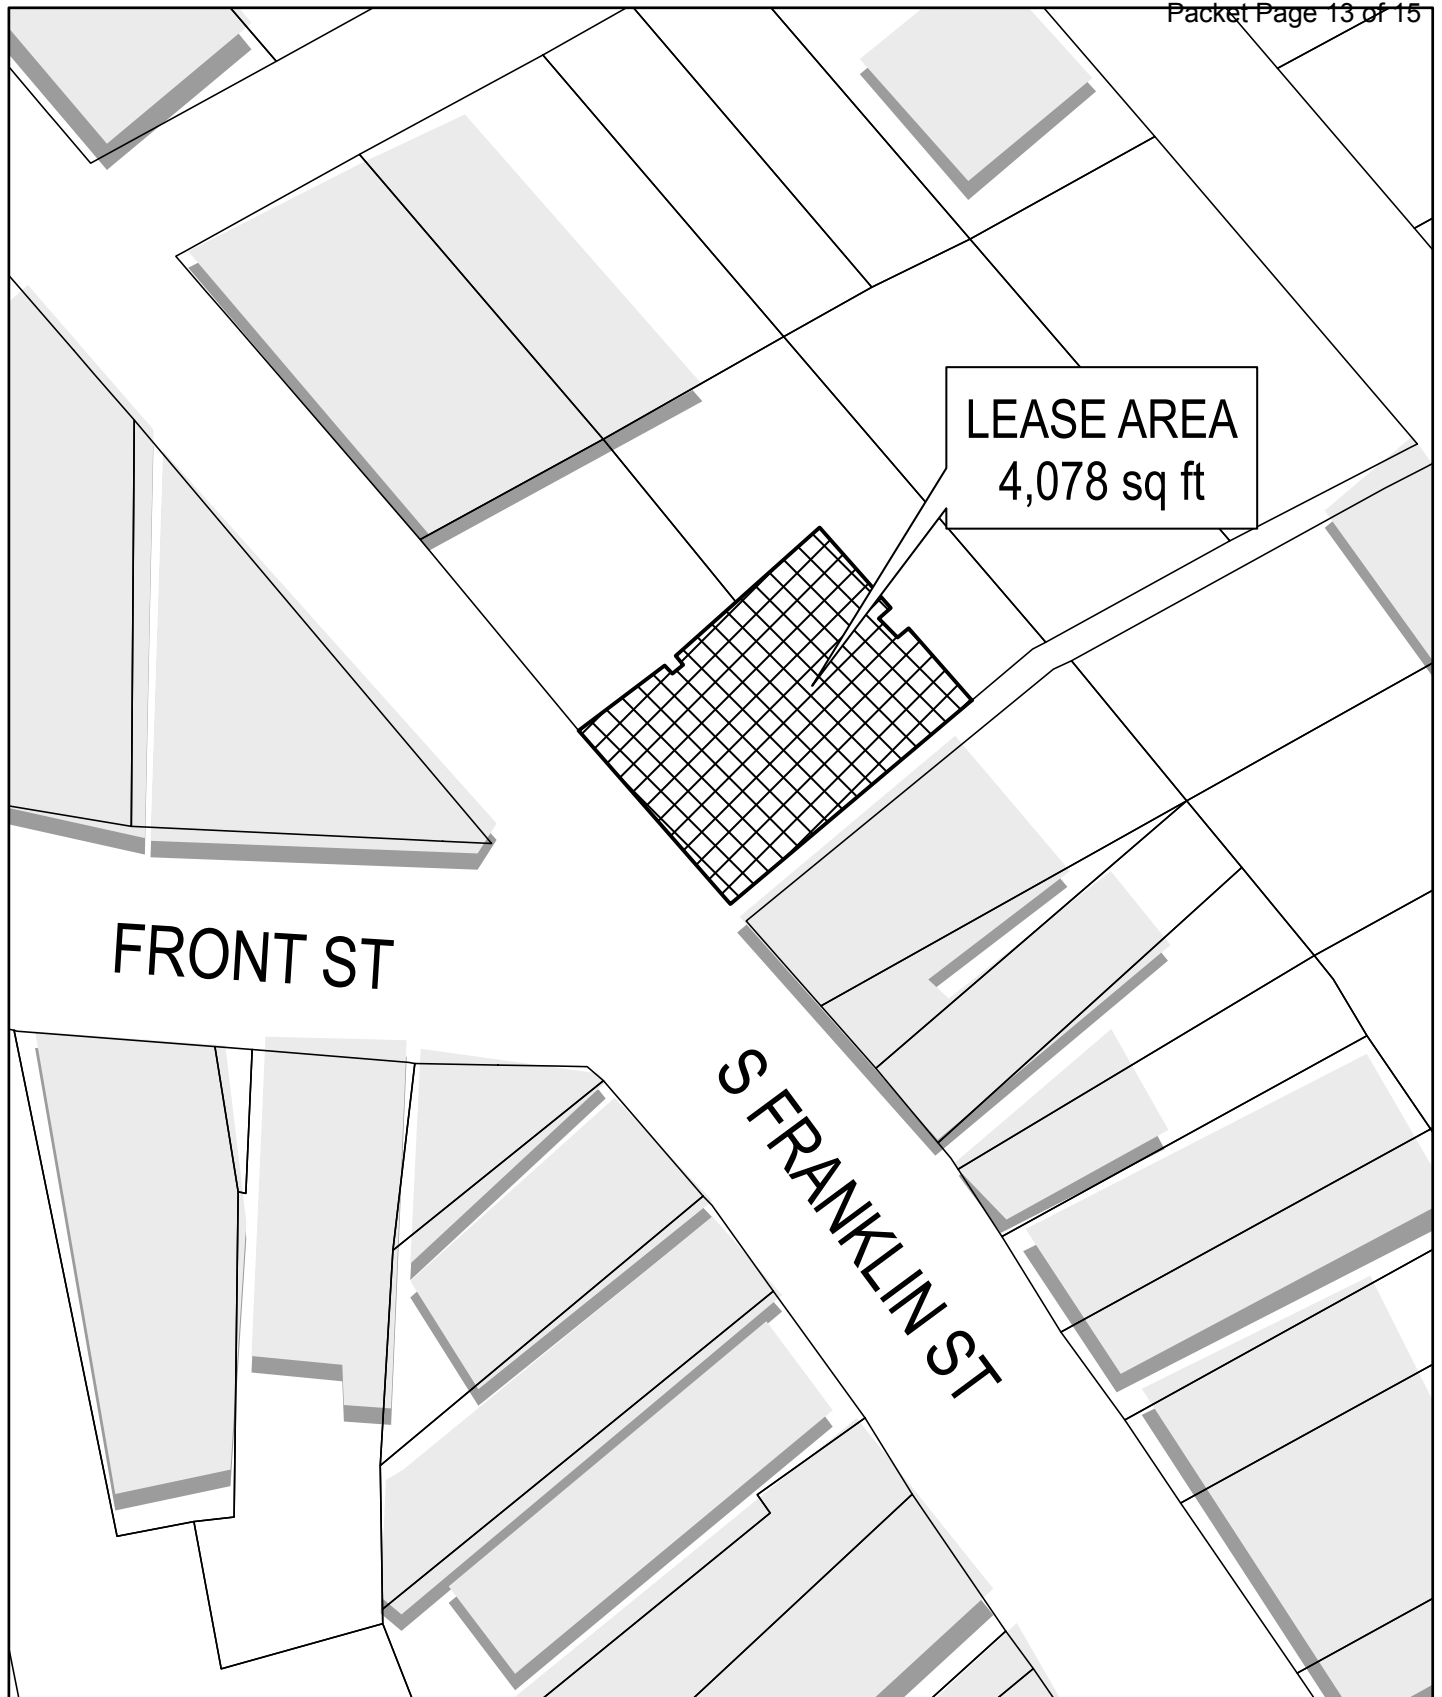 Packet Page 13 of 15
LEASE AREA
4,078 sq ft
FRONT ST
S FRANKLIN ST